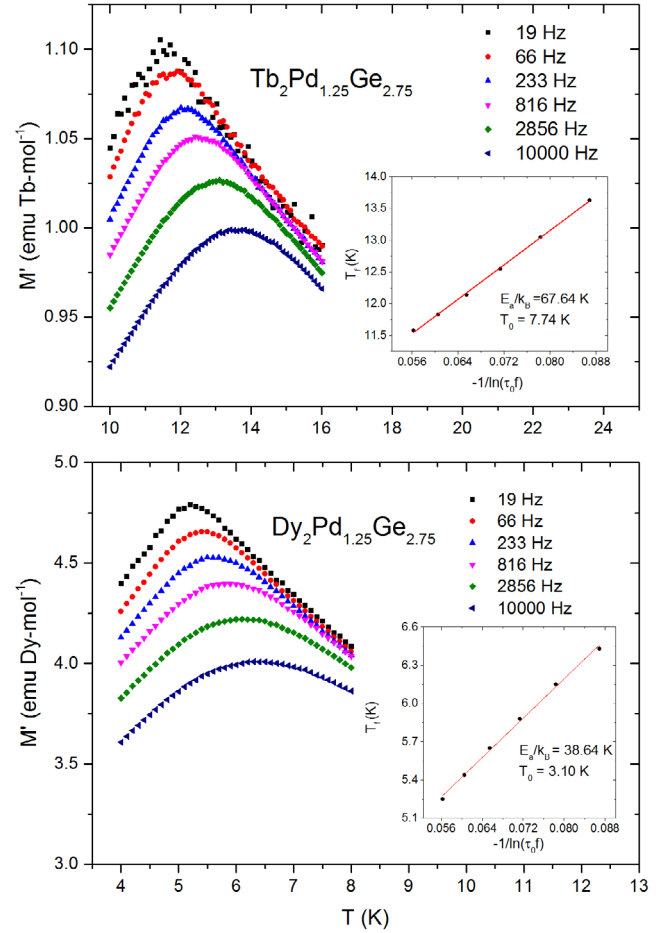 1.10
1.05
1.00
0.95
0.90
M' (emu Tb-mol⁻¹)
Tb₂Pd₁.₂₅Ge₂.₇₅
19 Hz
66 Hz
233 Hz
816 Hz
2856 Hz
10000 Hz
14.0
13.5
13.0
12.5
12.0
11.5
T_f (K)
E_a/k_B =67.64 K
T₀ = 7.74 K
0.056 0.064 0.072 0.080 0.088
-1/ln(τ₀f)
10 12 14 16 18 20 22 24
5.0
4.5
4.0
3.5
3.0
M' (emu Dy-mol⁻¹)
Dy₂Pd₁.₂₅Ge₂.₇₅
19 Hz
66 Hz
233 Hz
816 Hz
2856 Hz
10000 Hz
6.6
6.3
6.0
5.7
5.4
5.1
T_f (K)
E_a/k_B = 38.64 K
T₀ = 3.10 K
0.056 0.064 0.072 0.080 0.088
-1/ln(τ₀f)
4 5 6 7 8 9 10 11 12 13
T (K)